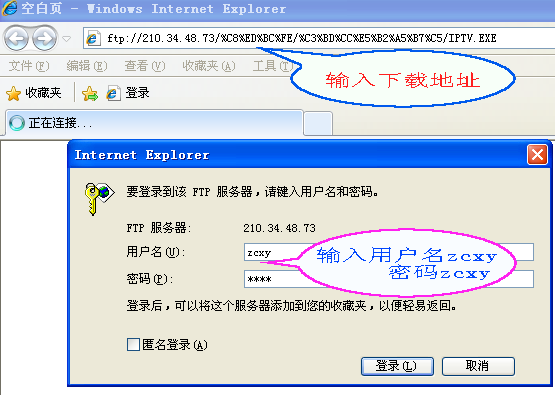 空白页 - Windows Internet Explorer
ftp://210.34.48.73/%C8%ED%BC%FE/%C3%BD%CC%E5%B2%A5%B7%C5/IPTV.EXE
文件(F) 编辑(E) 查看(V) 收藏夹(A) 工具(T)
输入下载地址
收藏夹 登录
正在连接...
Internet Explorer
要登录到该 FTP 服务器,请键入用户名和密码。
FTP 服务器: 210.34.48.73
用户名(U): zcxy
输入用户名zcxy
密码zcxy
密码(P): ****
登录后,可以将这个服务器添加到您的收藏夹,以便轻易返回。
匿名登录(A)
登录(L) 取消